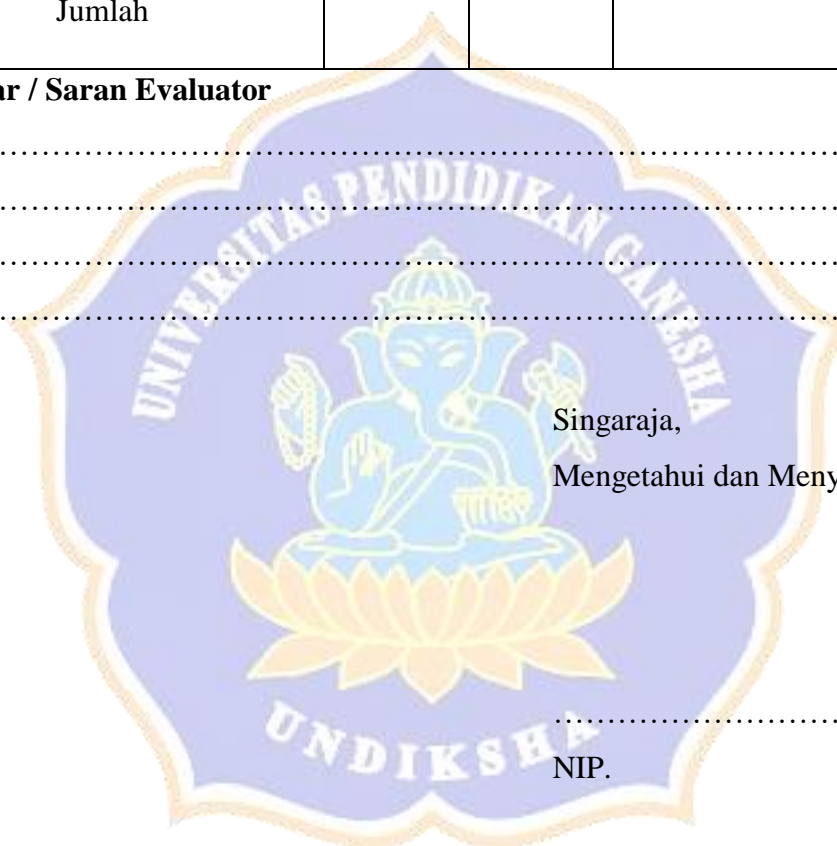 Jumlah
ar / Saran Evaluator
……………………………………………………………………
……………………………………………………………………
……………………………………………………………………
……………………………………………………………………
UNIVERSITAS PENDIDIKAN GANESHA
Singaraja,
Mengetahui dan Meny
UNDIKSHA
…………………………
NIP.